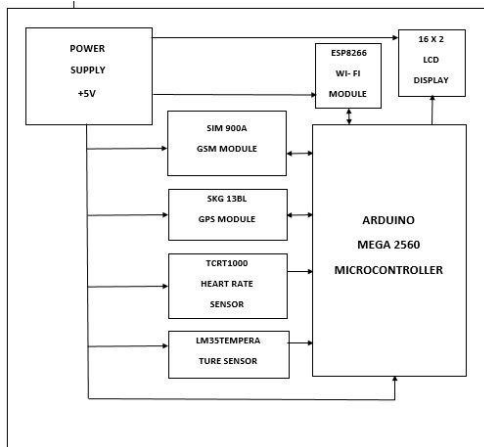 POWER
SUPPLY
+5V
ESP8266
WI- FI
MODULE
16 X 2
LCD
DISPLAY
SIM 900A
GSM MODULE
SKG 13BL
GPS MODULE
TCRT1000
HEART RATE
SENSOR
LM35TEMPERA
TURE SENSOR
ARDUINO
MEGA 2560
MICROCONTROLLER